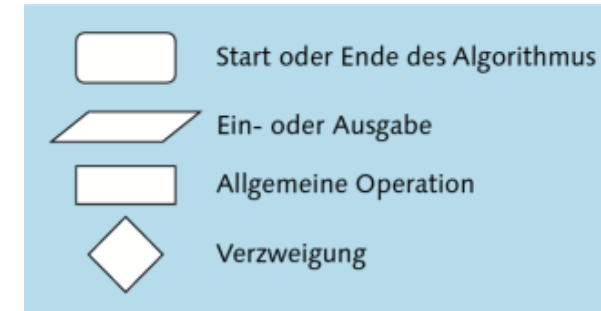 Start oder Ende des Algorithmus
Ein- oder Ausgabe
Allgemeine Operation
Verzweigung